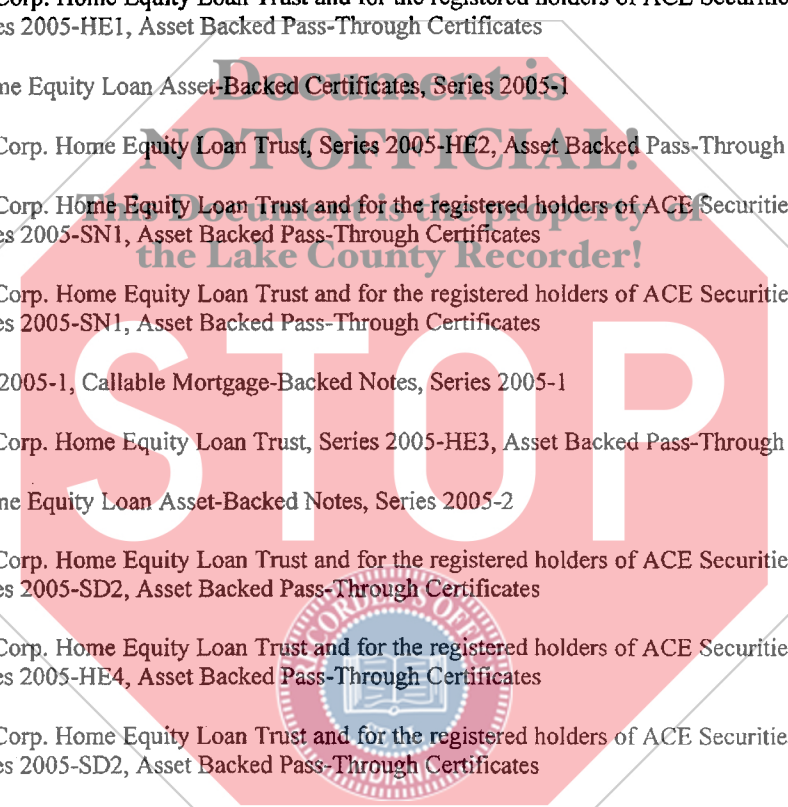 Corp. Home Equity Loan Trust and for the registered holders of ACE Securitie
es 2005-HE1, Asset Backed Pass-Through Certificates
Document is
ne Equity Loan Asset-Backed Certificates, Series 2005-1
NOT OFFICIAL!
Corp. Home Equity Loan Trust, Series 2005-HE2, Asset Backed Pass-Through
This Document is the property of
Corp. Home Equity Loan Trust and for the registered holders of ACE Securitie
es 2005-SN1, Asset Backed Pass-Through Certificates
the Lake County Recorder!
Corp. Home Equity Loan Trust and for the registered holders of ACE Securitie
es 2005-SN1, Asset Backed Pass-Through Certificates
STOP
2005-1, Callable Mortgage-Backed Notes, Series 2005-1
Corp. Home Equity Loan Trust, Series 2005-HE3, Asset Backed Pass-Through
ne Equity Loan Asset-Backed Notes, Series 2005-2
Corp. Home Equity Loan Trust and for the registered holders of ACE Securitie
es 2005-SD2, Asset Backed Pass-Through Certificates
RECORDER'S OFFICE
Corp. Home Equity Loan Trust and for the registered holders of ACE Securitie
es 2005-HE4, Asset Backed Pass-Through Certificates
Corp. Home Equity Loan Trust and for the registered holders of ACE Securitie
es 2005-SD2, Asset Backed Pass-Through Certificates
INDIANA